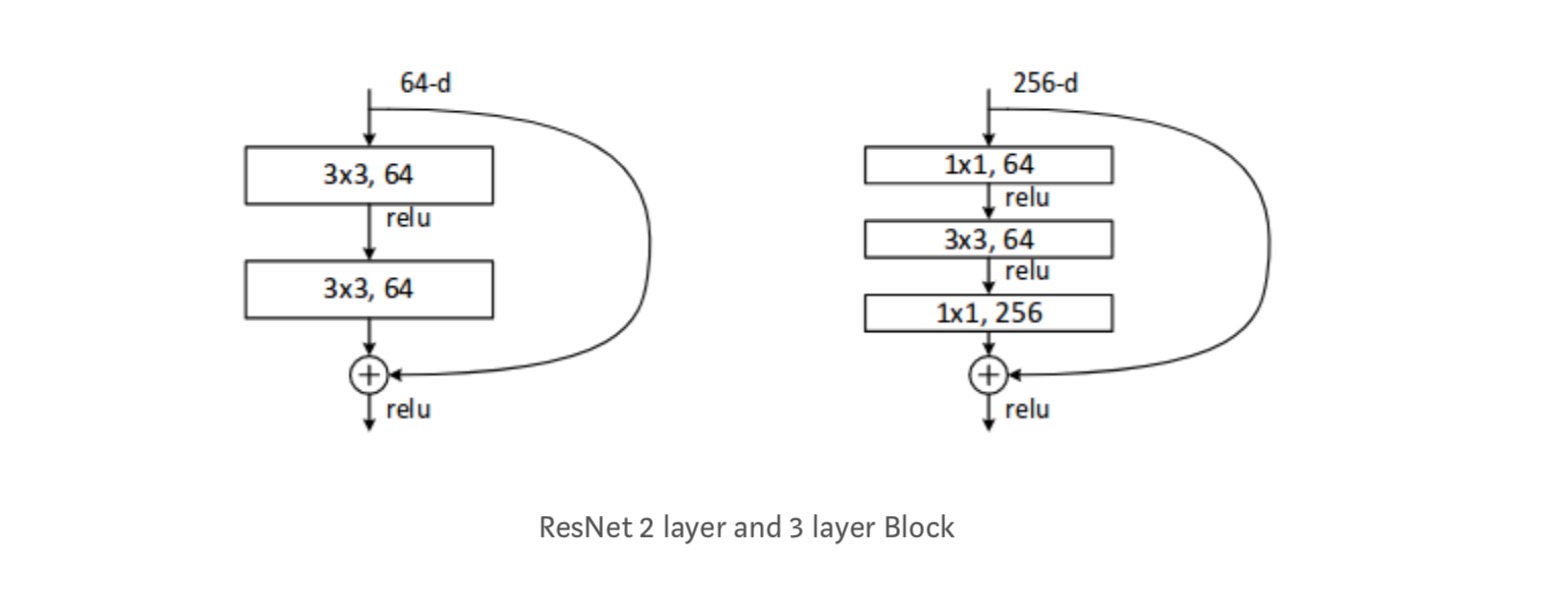 64-d
3x3, 64
relu
3x3, 64
+
relu
256-d
1x1, 64
relu
3x3, 64
relu
1x1, 256
+
relu
ResNet 2 layer and 3 layer Block